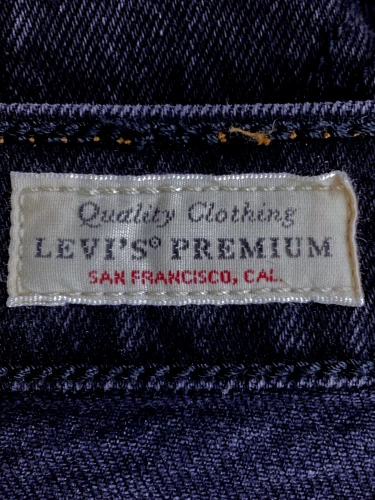 Quality Clothing
LEVI'S® PREMIUM
SAN FRANCISCO, CAL.